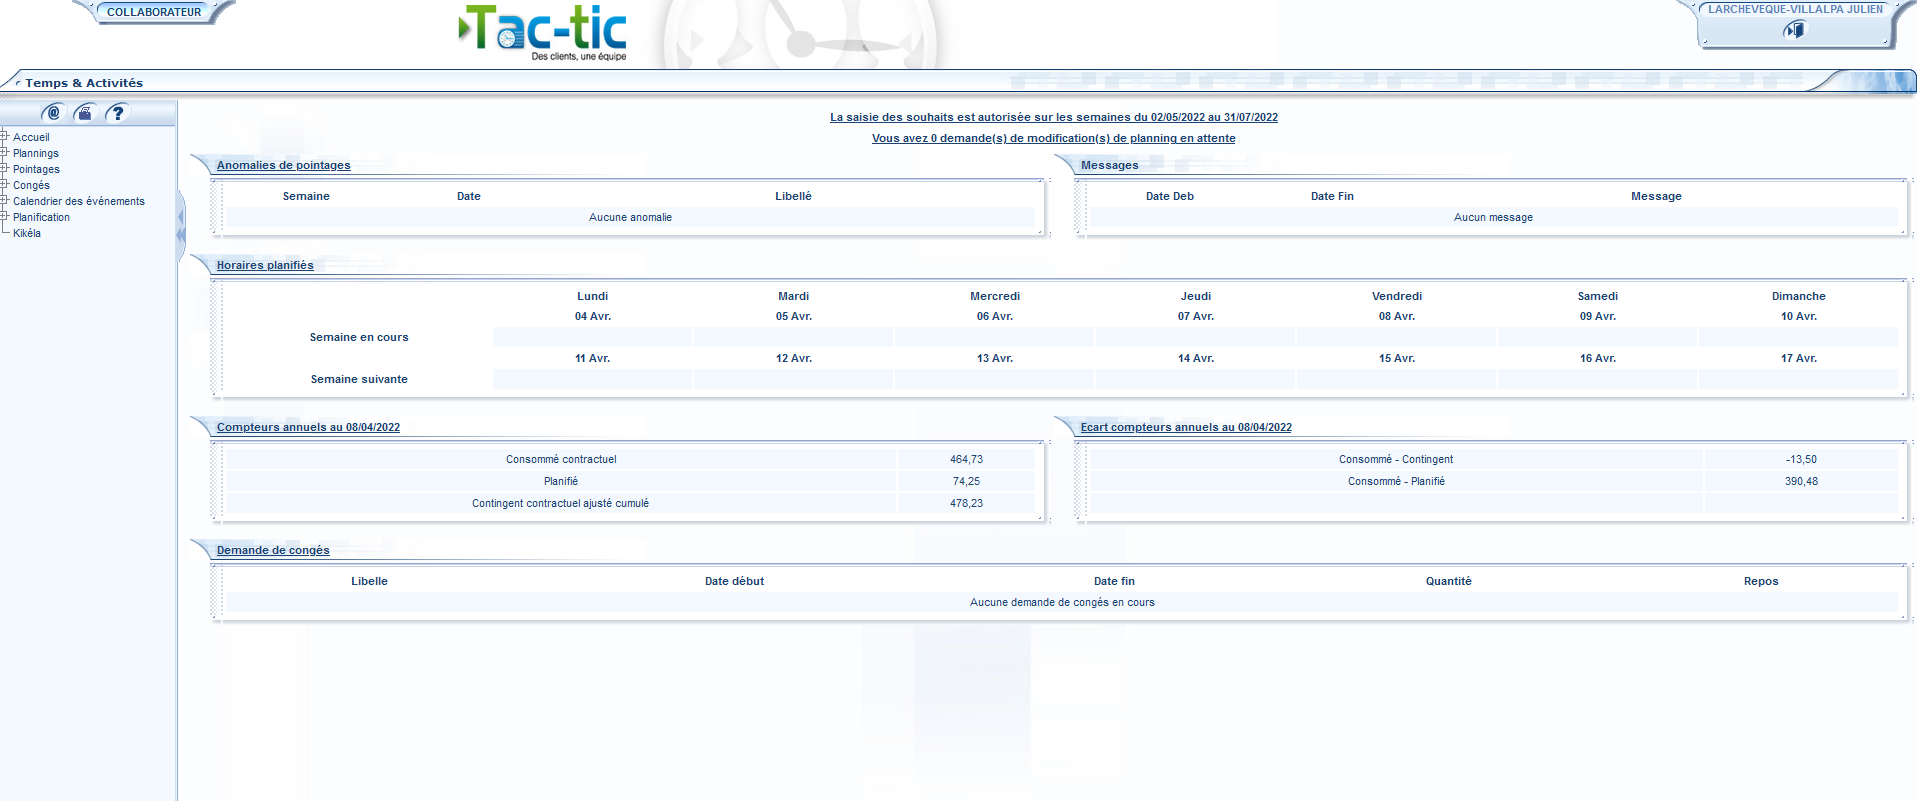 COLLABORATEUR
Tac-tic
Des clients, une équipe
LARCHEVEQUE-VILLALPA JULIEN
Temps & Activités
@ ?
Accueil
Plannings
Pointages
Congés
Calendrier des événements
Planification
Kikéla
La saisie des souhaits est autorisée sur les semaines du 02/05/2022 au 31/07/2022
Vous avez 0 demande(s) de modification(s) de planning en attente
Anomalies de pointages
Semaine Date Libellé
Aucune anomalie
Messages
Date Deb Date Fin Message
Aucun message
Horaires planifiés
Lundi Mardi Mercredi Jeudi Vendredi Samedi Dimanche
04 Avr. 05 Avr. 06 Avr. 07 Avr. 08 Avr. 09 Avr. 10 Avr.
Semaine en cours
11 Avr. 12 Avr. 13 Avr. 14 Avr. 15 Avr. 16 Avr. 17 Avr.
Semaine suivante
Compteurs annuels au 08/04/2022
Consommé contractuel 464,73
Planifié 74,25
Contingent contractuel ajusté cumulé 478,23
Ecart compteurs annuels au 08/04/2022
Consommé - Contingent -13,50
Consommé - Planifié 390,48
Demande de congés
Libelle Date début Date fin Quantité Repos
Aucune demande de congés en cours